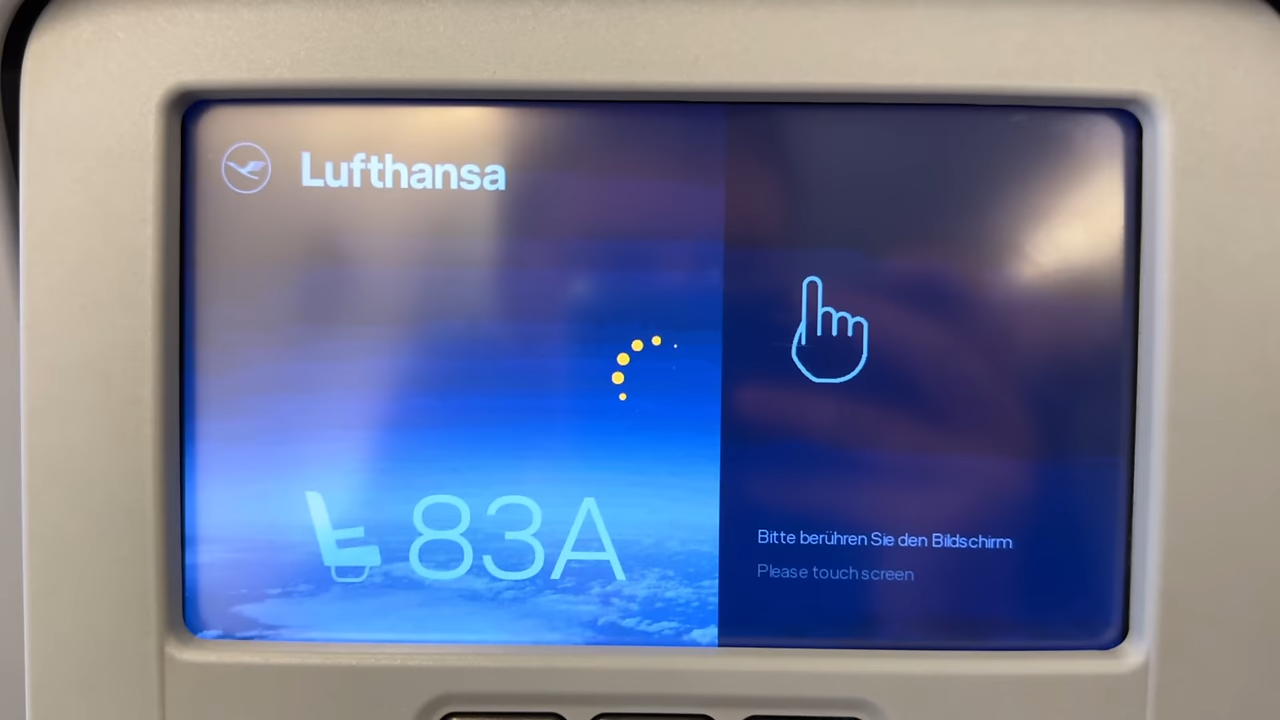 Lufthansa
83A
Bitte berühren Sie den Bildschirm
Please touch screen